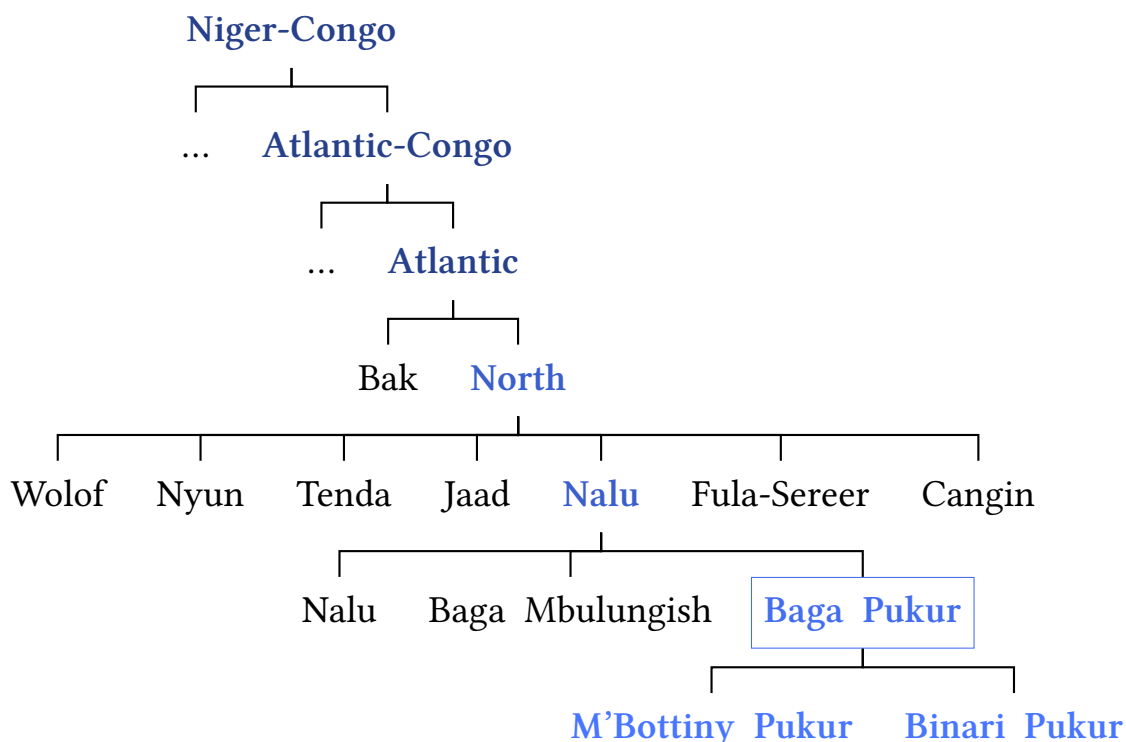 Niger-Congo
... Atlantic-Congo
... Atlantic
Bak North
Wolof Nyun Tenda Jaad Nalu Fula-Sereer Cangin
Nalu Baga Mbulungish Baga Pukur
M’Bottiny Pukur Binari Pukur